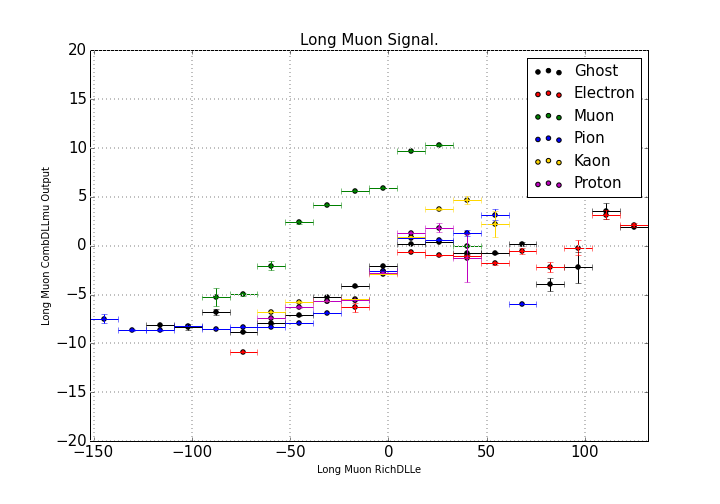 Long Muon Signal.
20
15
10
5
0
−5
−10
−15
−20
−150
−100
−50
0
50
100
Long Muon CombDLLmu Output
Long Muon RichDLLe
Ghost
Electron
Muon
Pion
Kaon
Proton